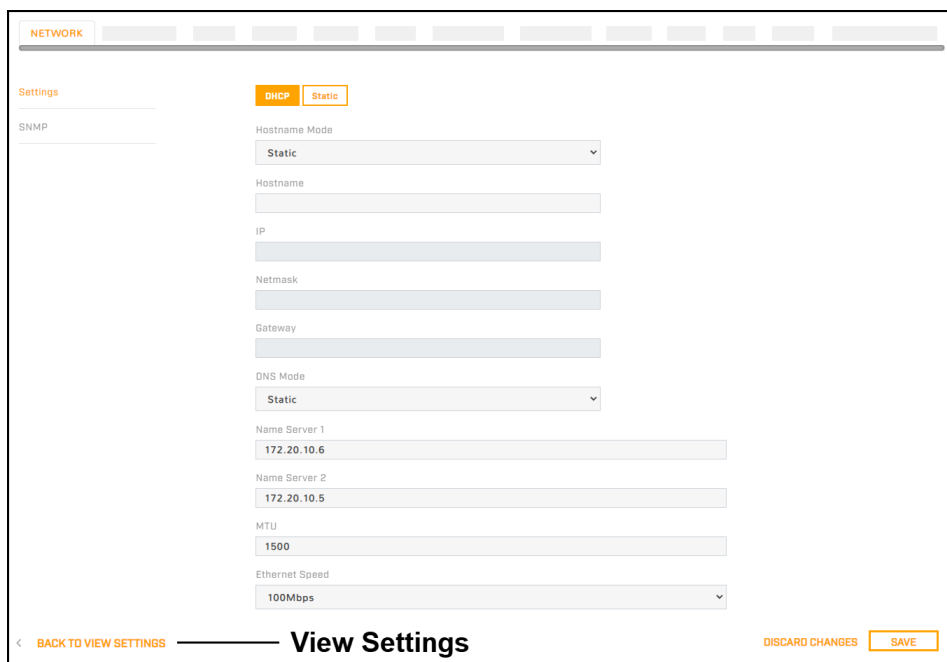 NETWORK
Settings
SNMP
DHCP Static
Hostname Mode
Static
Hostname
IP
Netmask
Gateway
DNS Mode
Static
Name Server 1
172.20.10.6
Name Server 2
172.20.10.5
MTU
1500
Ethernet Speed
100Mbps
< BACK TO VIEW SETTINGS View Settings DISCARD CHANGES SAVE